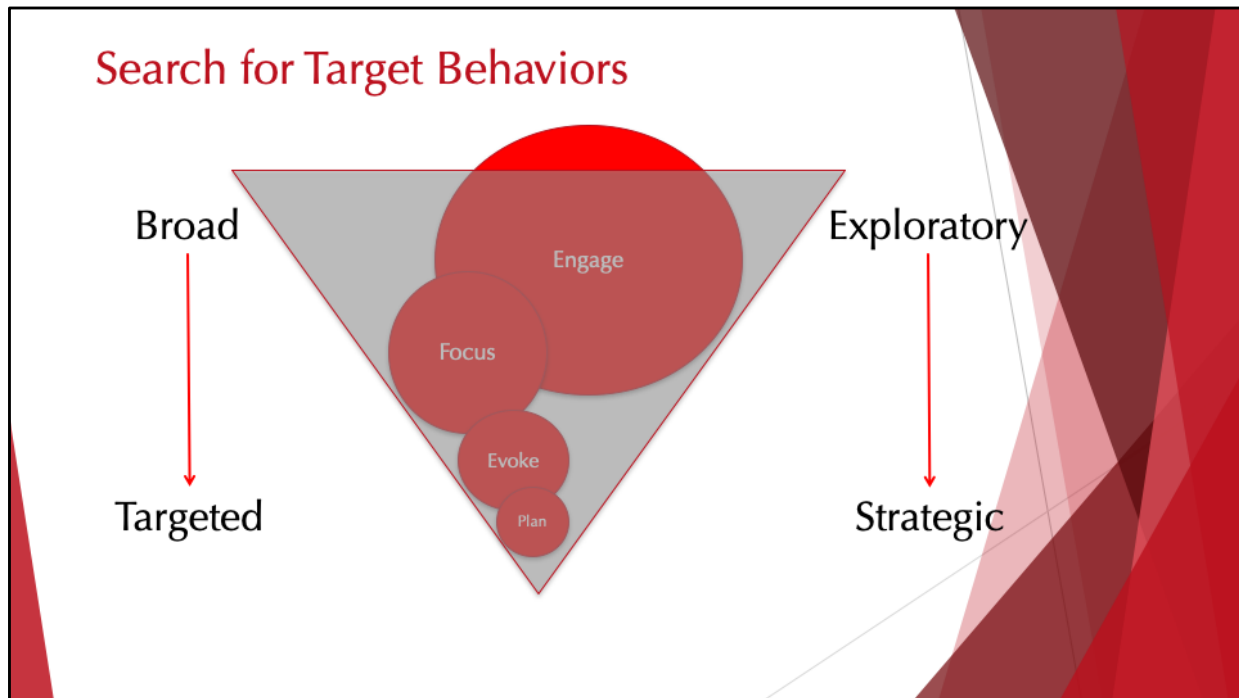 Search for Target Behaviors
Broad
Exploratory
Engage
Focus
Evoke
Targeted
Plan
Strategic